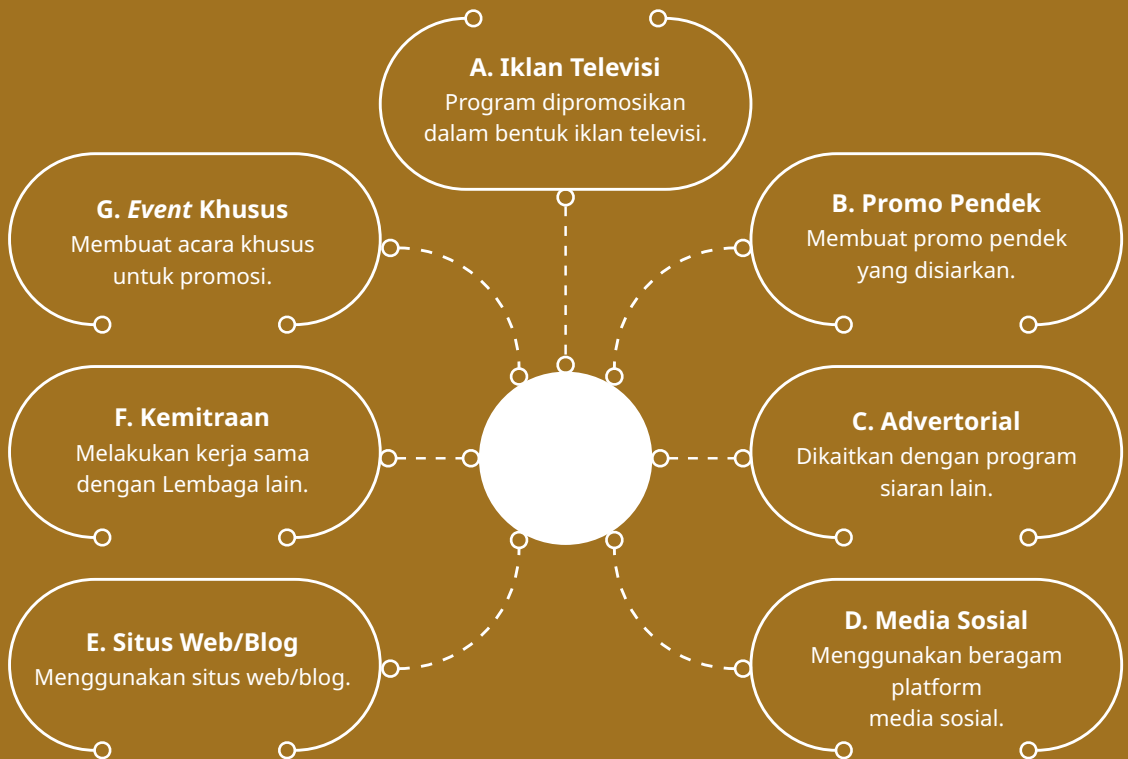 A. Iklan Televisi
Program dipromosikan
dalam bentuk iklan televisi.
B. Promo Pendek
Membuat promo pendek
yang disiarkan.
C. Advertorial
Dikaitkan dengan program
siaran lain.
D. Media Sosial
Menggunakan beragam
platform
media sosial.
E. Situs Web/Blog
Menggunakan situs web/blog.
F. Kemitraan
Melakukan kerja sama
dengan Lembaga lain.
G. Event Khusus
Membuat acara khusus
untuk promosi.